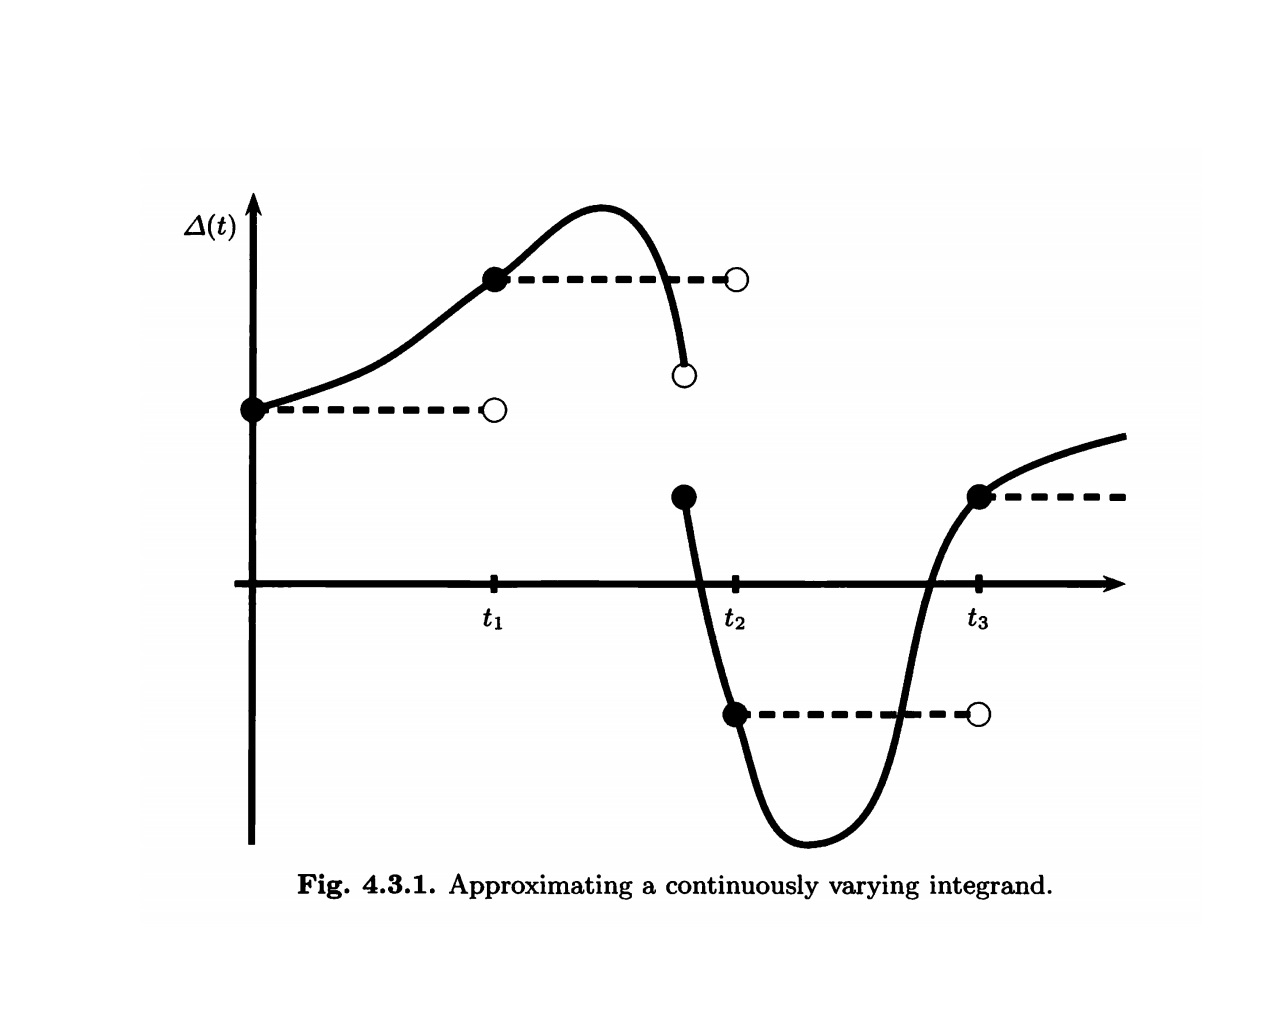 Δ(t)
t₁ t₂ t₃
Fig. 4.3.1. Approximating a continuously varying integrand.